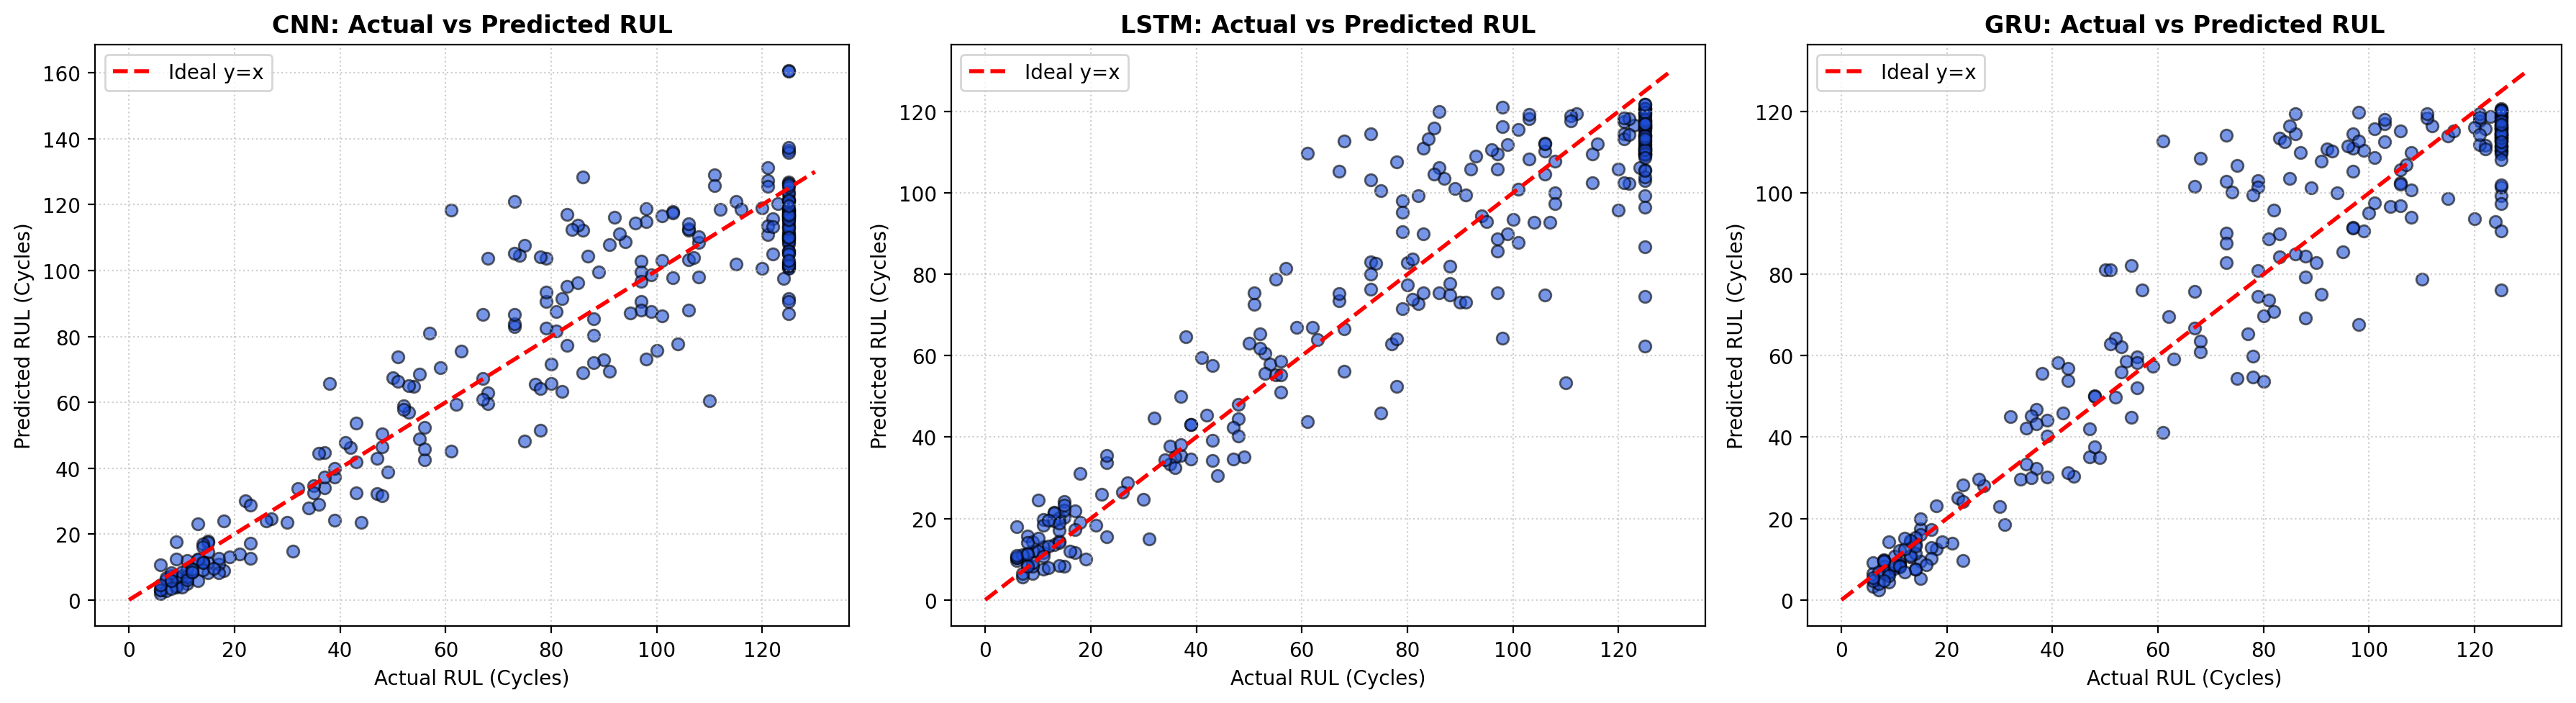 CNN: Actual vs Predicted RUL
Ideal y=x
160
140
120
100
80
60
40
20
0
Predicted RUL (Cycles)
0 20 40 60 80 100 120
Actual RUL (Cycles)
LSTM: Actual vs Predicted RUL
Ideal y=x
120
100
80
60
40
20
0
Predicted RUL (Cycles)
0 20 40 60 80 100 120
Actual RUL (Cycles)
GRU: Actual vs Predicted RUL
Ideal y=x
120
100
80
60
40
20
0
Predicted RUL (Cycles)
0 20 40 60 80 100 120
Actual RUL (Cycles)